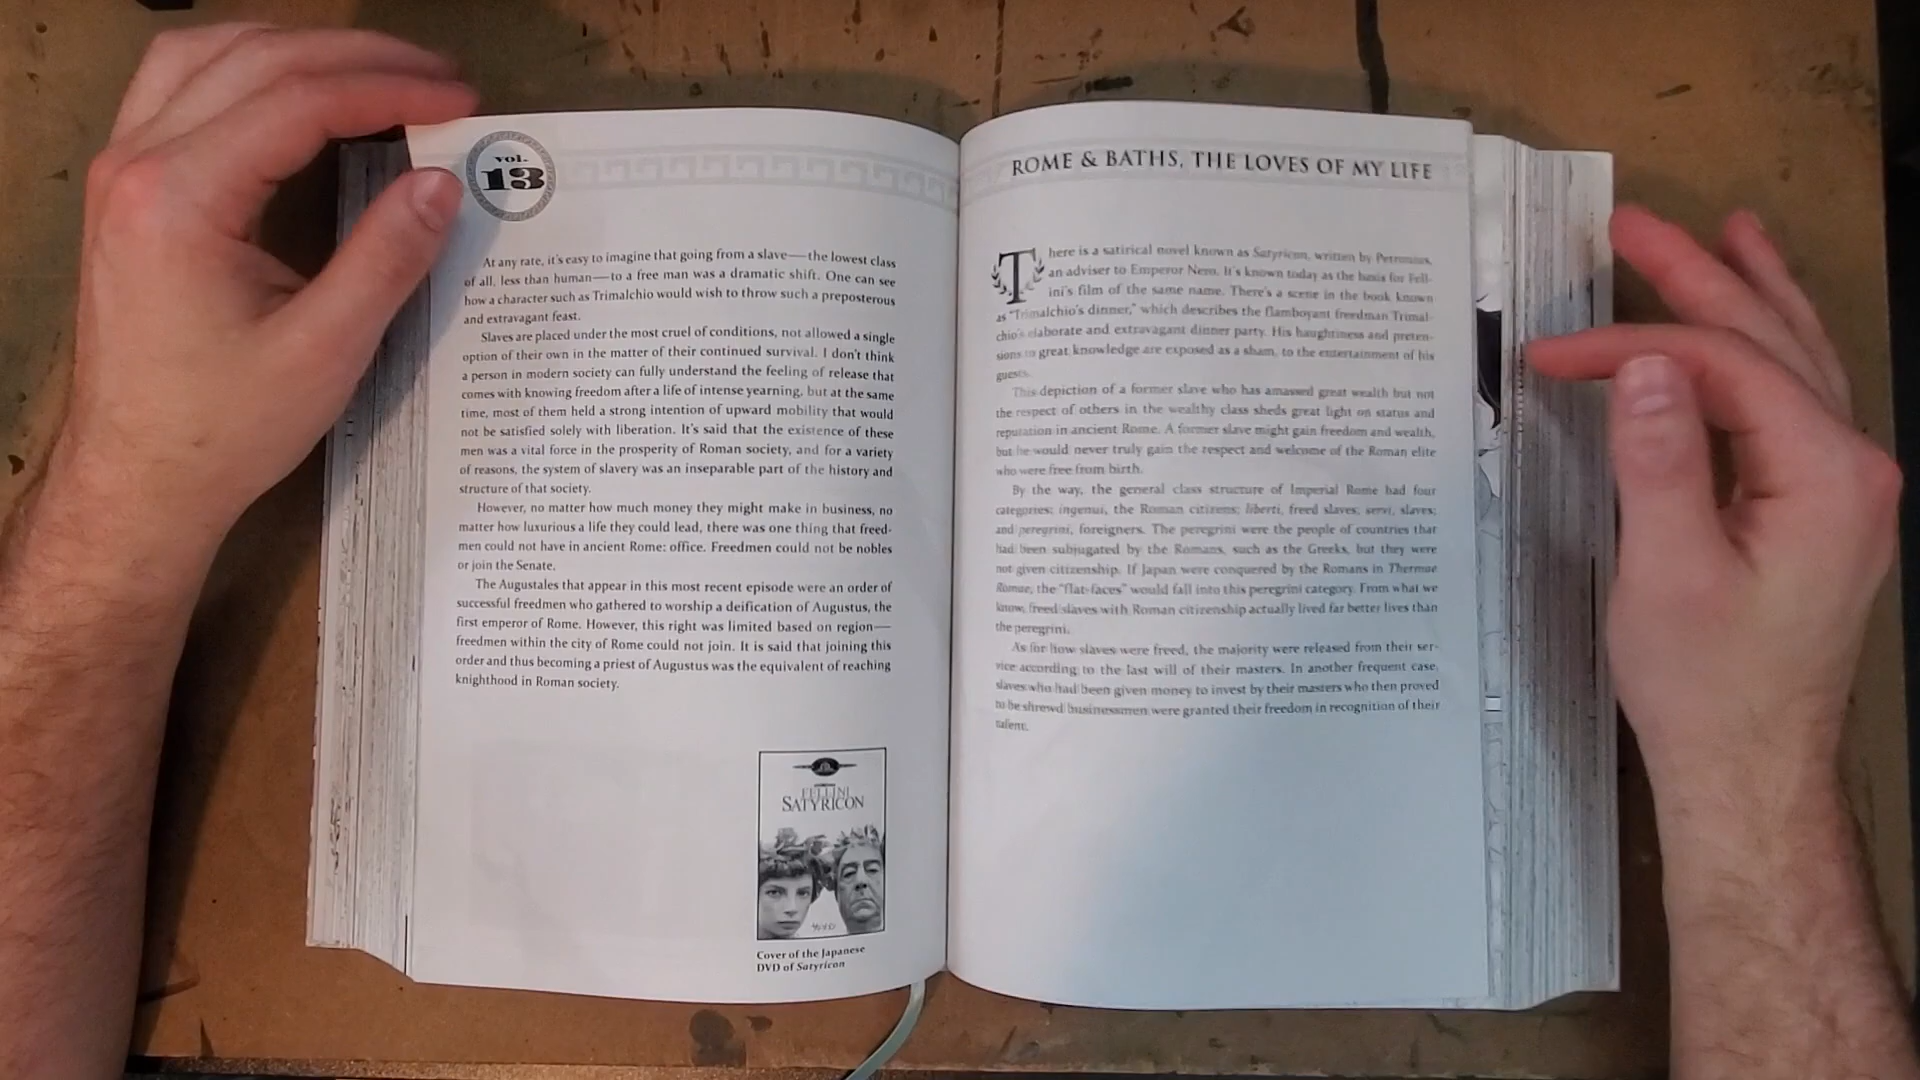 ROME & BATHS, THE LOVES OF MY LIFE
There is a satirical novel known as Satyricon, written by Petronius,
an adviser to Emperor Nero. It's known today as the basis for Fell-
ini's film of the same name. There's a scene in the book known
as "Trimalchio's dinner," which describes the flamboyant freedman Trimal-
chio's elaborate and extravagant dinner party. His haughtiness and preten-
sions to great knowledge are exposed as a sham, to the entertainment of his
guests.
This depiction of a former slave who has amassed great wealth but not
the respect of others in the wealthy class sheds great light on status and
reputation in ancient Rome. A former slave might gain freedom and wealth,
but he would never truly gain the respect and welcome of the Roman elite
who were free from birth.
By the way, the general class structure of Imperial Rome had four
categories: ingenui, the Roman citizens; liberti, freed slaves; servi, slaves;
and peregrini, foreigners. The peregrini were the people of countries that
had been subjugated by the Romans, such as the Greeks, but they were
not given citizenship. If Japan were conquered by the Romans in Thermae
Romae, the "flat-faces" would fall into this peregrini category. From what we
know, freed slaves with Roman citizenship actually lived far better lives than
the peregrini.
As for how slaves were freed, the majority were released from their ser-
vice according to the last will of their masters. In another frequent case,
slaves who had been given money to invest by their masters who then proved
to be shrewd businessmen were granted their freedom in recognition of their
talent.
vol.
13
At any rate, it's easy to imagine that going from a slave—the lowest class
of all, less than human—to a free man was a dramatic shift. One can see
how a character such as Trimalchio would wish to throw such a preposterous
and extravagant feast.
Slaves are placed under the most cruel of conditions, not allowed a single
option of their own in the matter of their continued survival. I don't think
a person in modern society can fully understand the feeling of release that
comes with knowing freedom after a life of intense yearning, but at the same
time, most of them held a strong intention of upward mobility that would
not be satisfied solely with liberation. It's said that the existence of these
men was a vital force in the prosperity of Roman society, and for a variety
of reasons, the system of slavery was an inseparable part of the history and
structure of that society.
However, no matter how much money they might make in business, no
matter how luxurious a life they could lead, there was one thing that freed-
men could not have in ancient Rome: office. Freedmen could not be nobles
or join the Senate.
The Augustales that appear in this most recent episode were an order of
successful freedmen who gathered to worship a deification of Augustus, the
first emperor of Rome. However, this right was limited based on region—
freedmen within the city of Rome could not join. It is said that joining this
order and thus becoming a priest of Augustus was the equivalent of reaching
knighthood in Roman society.
FELLINI
SATYRICON
Cover of the Japanese
DVD of Satyricon